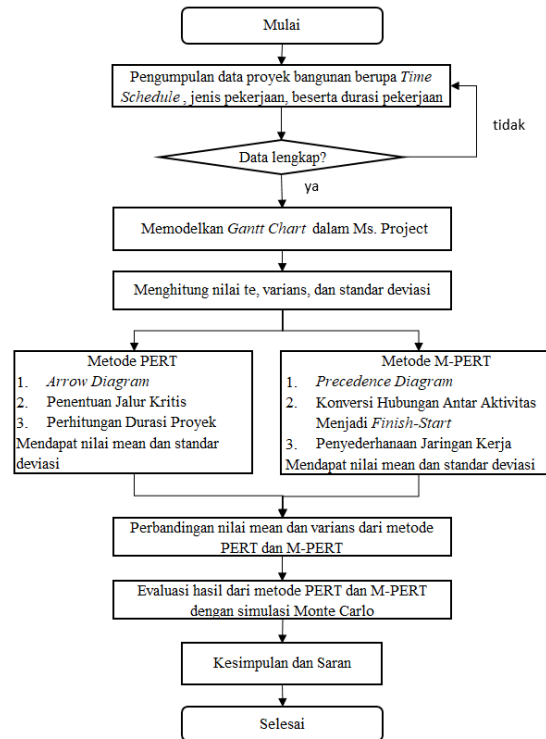 Mulai
Pengumpulan data proyek bangunan berupa Time
Schedule, jenis pekerjaan, beserta durasi pekerjaan
tidak
Data lengkap?
ya
Memodelkan Gantt Chart dalam Ms. Project
Menghitung nilai te, varians, dan standar deviasi
Metode PERT
1. Arrow Diagram
2. Penentuan Jalur Kritis
3. Perhitungan Durasi Proyek
Mendapat nilai mean dan standar
deviasi
Metode M-PERT
1. Precedence Diagram
2. Konversi Hubungan Antar Aktivitas
Menjadi Finish-Start
3. Penyederhanaan Jaringan Kerja
Mendapat nilai mean dan standar deviasi
Perbandingan nilai mean dan varians dari metode
PERT dan M-PERT
Evaluasi hasil dari metode PERT dan M-PERT
dengan simulasi Monte Carlo
Kesimpulan dan Saran
Selesai